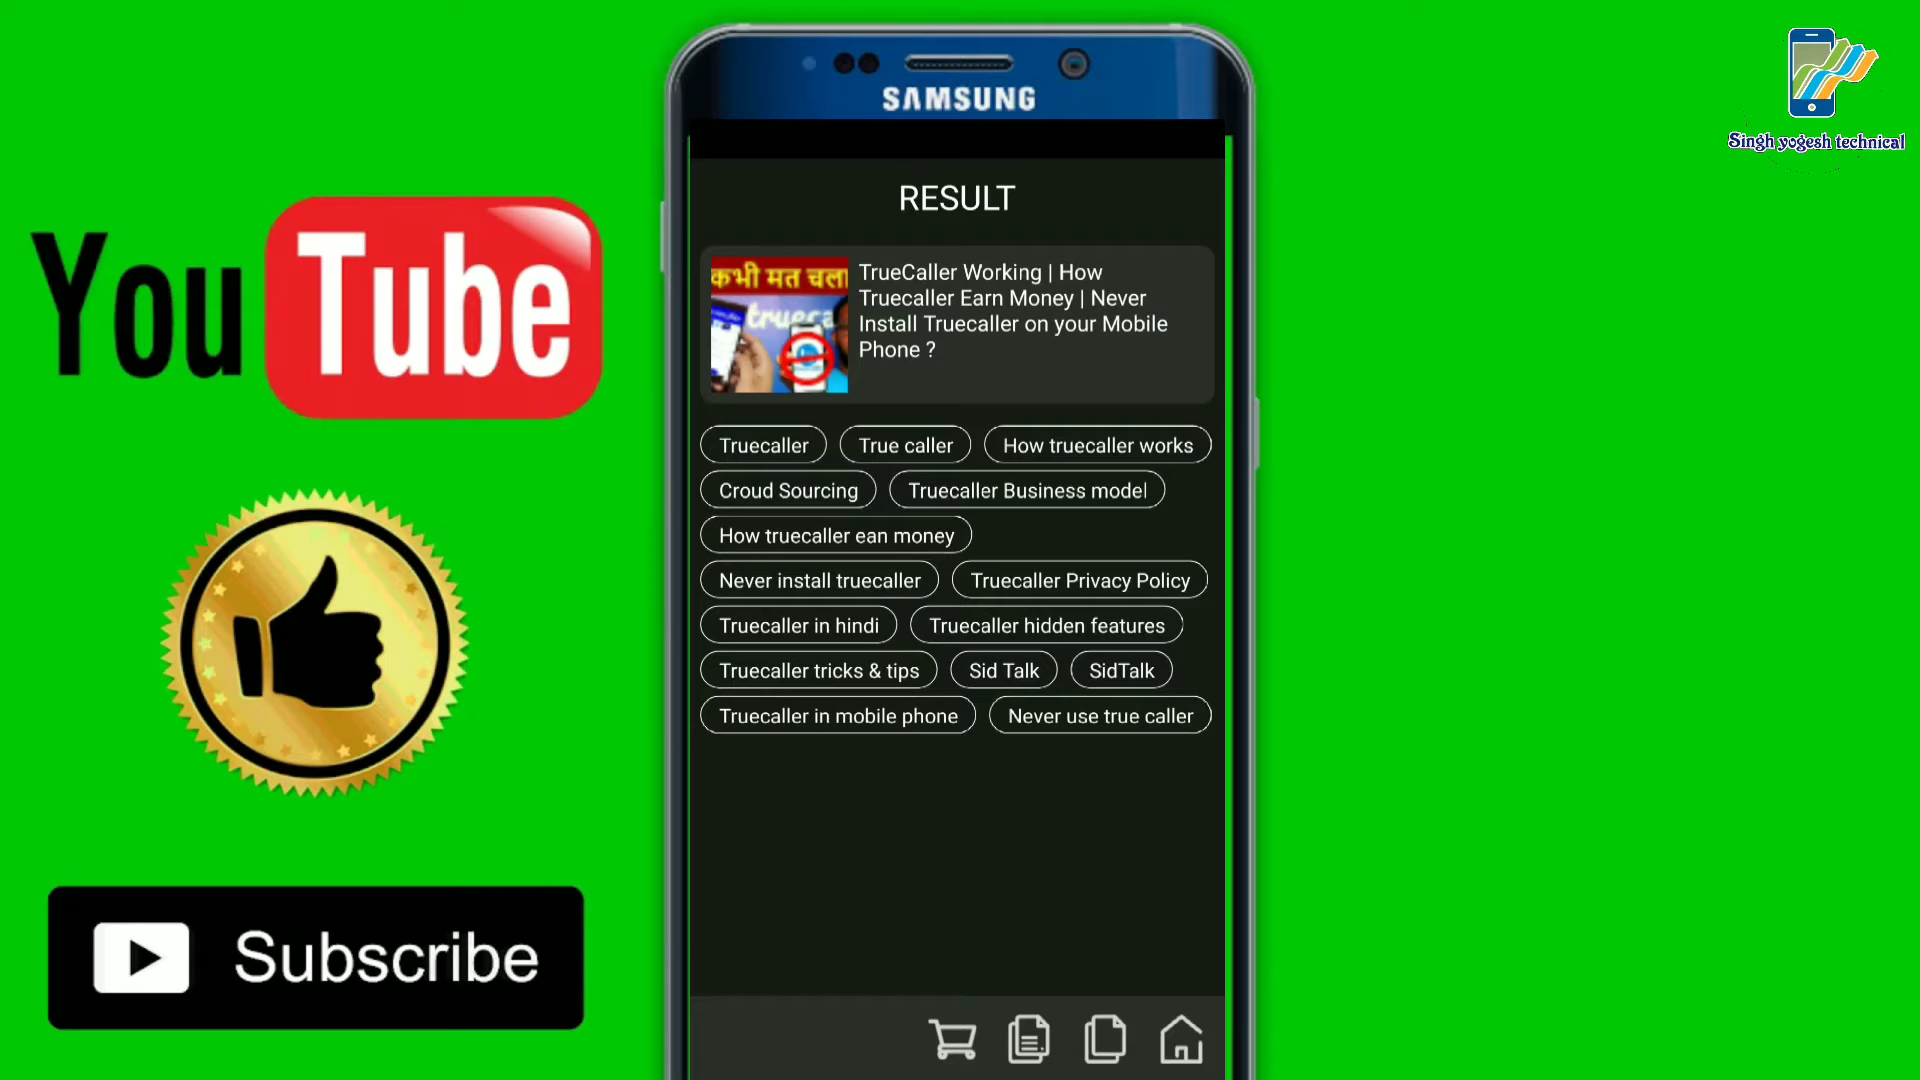 SAMSUNG
Singh yogesh technical
YouTube
RESULT
कभी मत चला
trueca
TrueCaller Working | How
Truecaller Earn Money | Never
Install Truecaller on your Mobile
Phone ?
Truecaller
True caller
How truecaller works
Croud Sourcing
Truecaller Business model
How truecaller ean money
Never install truecaller
Truecaller Privacy Policy
Truecaller in hindi
Truecaller hidden features
Truecaller tricks & tips
Sid Talk
SidTalk
Truecaller in mobile phone
Never use true caller
Subscribe